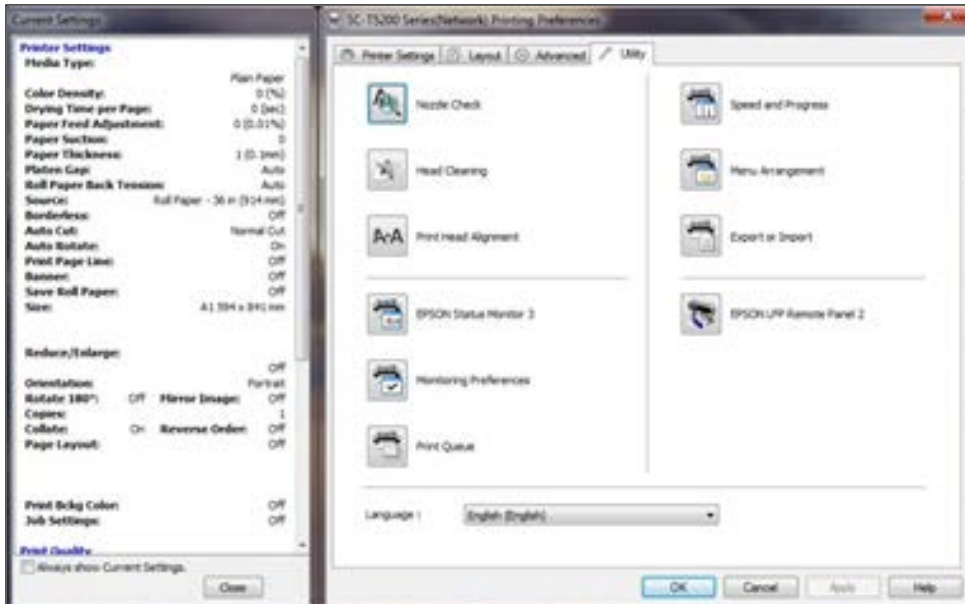 Current Settings
Printer Settings
Media Type:
Plain Paper
Color Density: 0 (%)
Drying Time per Page: 0 (sec)
Paper Feed Adjustment: 0 (0.01%)
Paper Suction: 0
Paper Thickness: 1 (0.1mm)
Platen Gap: Auto
Roll Paper Back Tension: Auto
Source: Roll Paper - 36 in (914 mm)
Borderless: Off
Auto Cut: Normal Cut
Auto Rotate: On
Print Page Line: Off
Banner: Off
Save Roll Paper: Off
Size: A1 594 x 841 mm
Reduce/Enlarge:
Off
Orientation: Portrait
Rotate 180°: Off Mirror Image: Off
Copies: 1
Collate: On Reverse Order: Off
Page Layout: Off
Print Bckg Color: Off
Job Settings: Off
Print Quality
Always show Current Settings.
Close
SC-T5200 Series(Network) Printing Preferences
Printer Settings Layout Advanced Utility
Nozzle Check
Head Cleaning
A-A Print Head Alignment
EPSON Status Monitor 3
Monitoring Preferences
Print Queue
Speed and Progress
Menu Arrangement
Export or Import
EPSON LFP Remote Panel 2
Language : English (English)
OK Cancel Apply Help